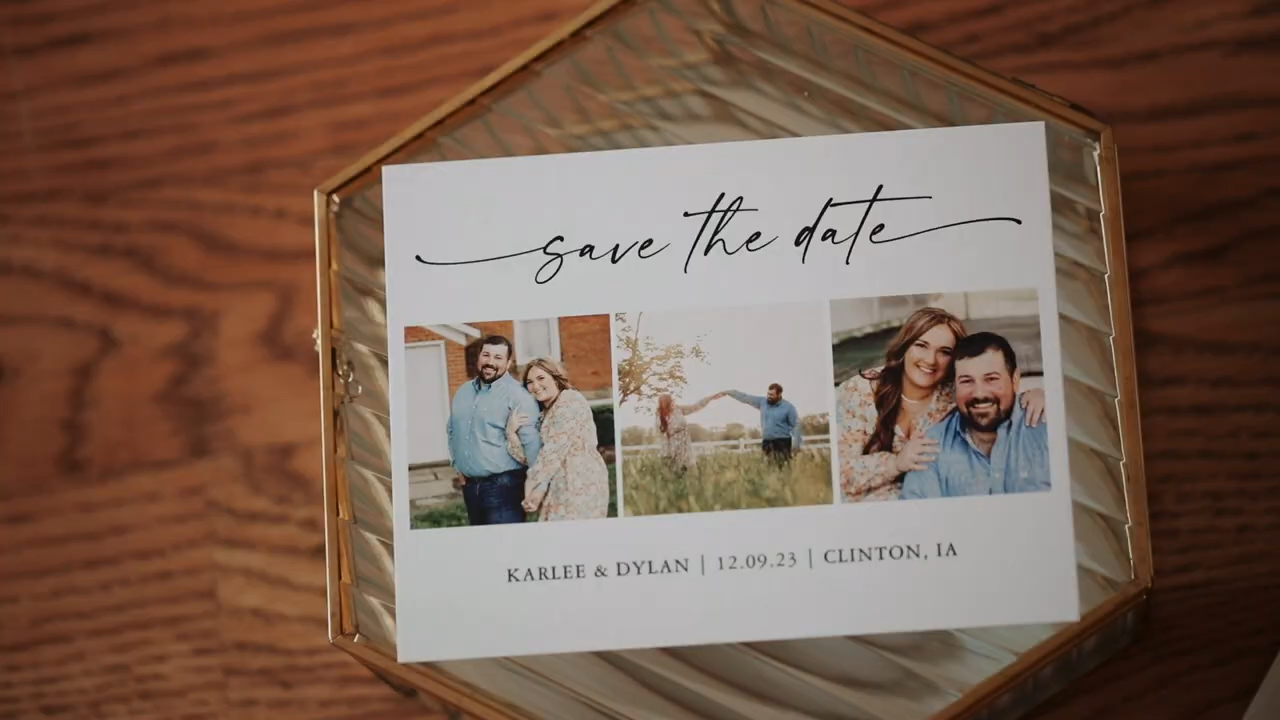 save the date
KARLEE & DYLAN | 12.09.23 | CLINTON, IA